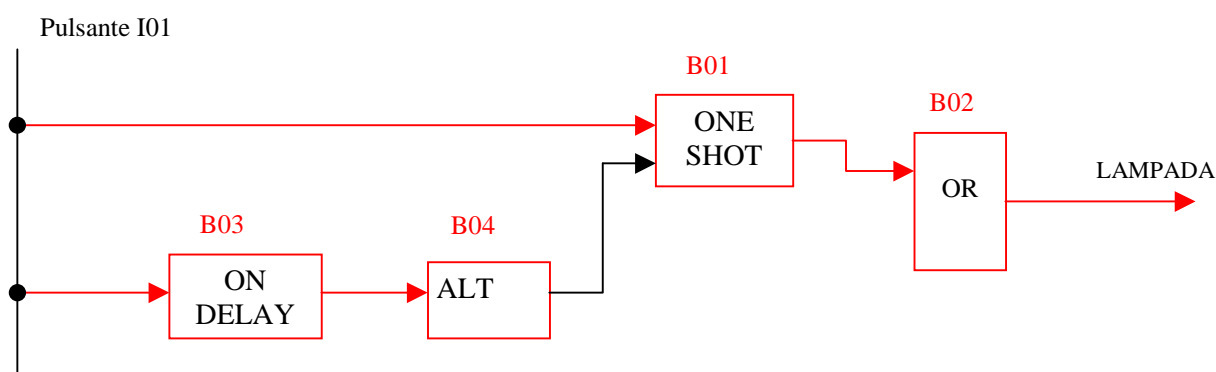 Pulsante I01
B01
ONE
SHOT
B02
OR
LAMPADA
B03
ON
DELAY
B04
ALT